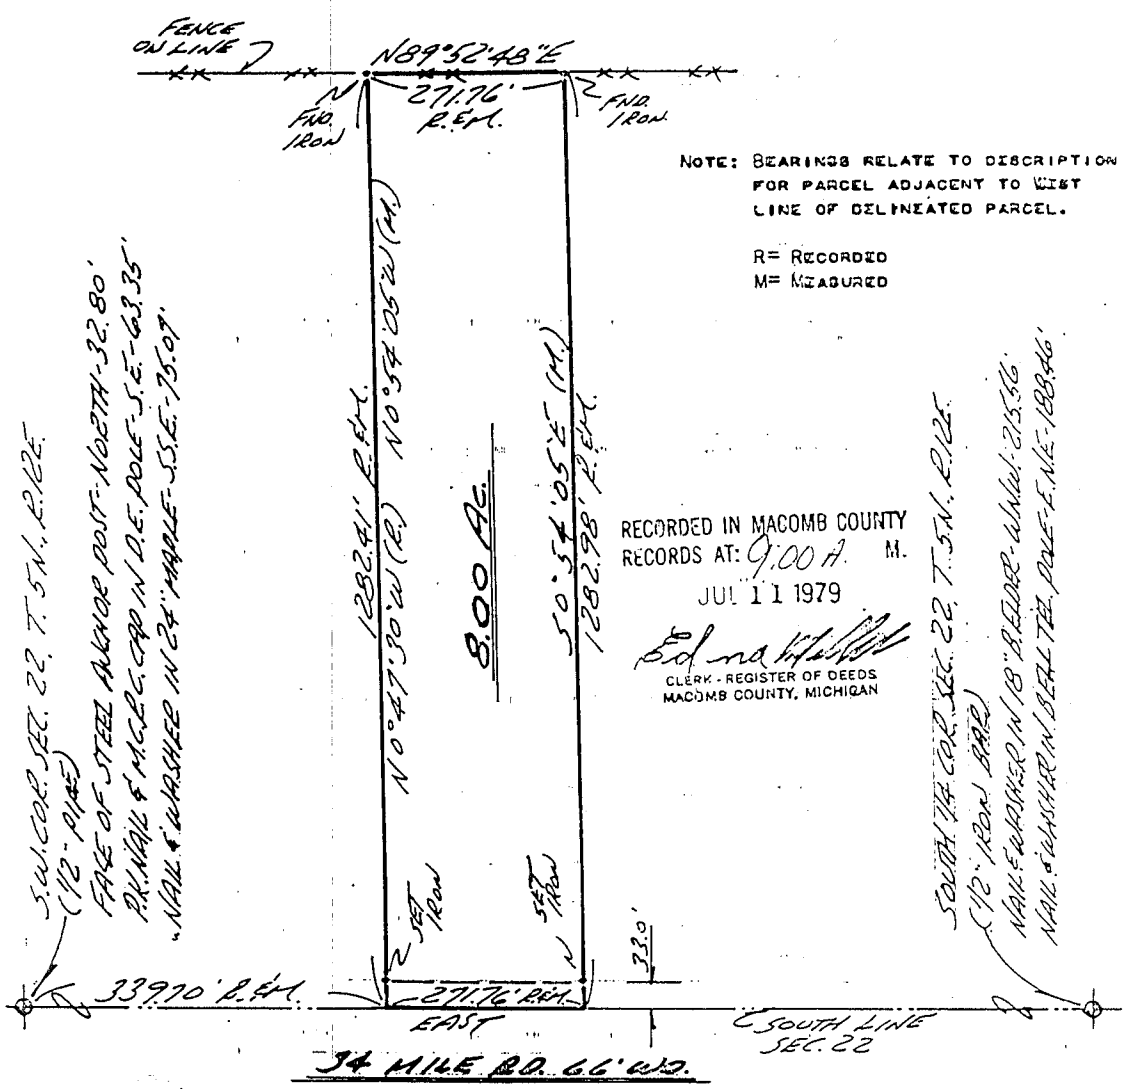 FENCE
ON LINE
N89°52'48"E
271.76'
R.&M.
FND.
IRON
FND.
IRON
NOTE: BEARINGS RELATE TO DESCRIPTION
FOR PARCEL ADJACENT TO WEST
LINE OF DELINEATED PARCEL.
R= RECORDED
M= MEASURED
S.W. COR. SEC. 22, T. 5N., R.12E.
(1/2" PIPE)
FACE OF STEEL ANCHOR POST-NORTH-32.80'
P.K. NAIL & M.C.R.C. CAP IN D.E. POLE-S.E.-63.35'
NAIL & WASHER IN 24" MAPLE-S.S.E.-75.07'
1282.41' R.&M.
N0°47'30"W (R.) N0°54'05"W (M.)
8.00 Ac.
S0°54'05"E (M.)
1282.98' R.&M.
RECORDED IN MACOMB COUNTY
RECORDS AT: 9:00 A. M.
JUL 11 1979
Edna
CLERK - REGISTER OF DEEDS
MACOMB COUNTY, MICHIGAN
SOUTH 1/4 COR. SEC. 22, T. 5N., R.12E.
(1/2" IRON BAR)
NAIL & WASHER IN 18" B. ELDER-W.N.W.-215.56'
NAIL & WASHER IN BELL TEL. POLE-E.N.E.-188.46'
SET
IRON
SET
IRON
33.0'
339.70' R.&M.
271.76' R.&M.
EAST
SOUTH LINE
SEC. 22
34 MILE RD. 66' WD.